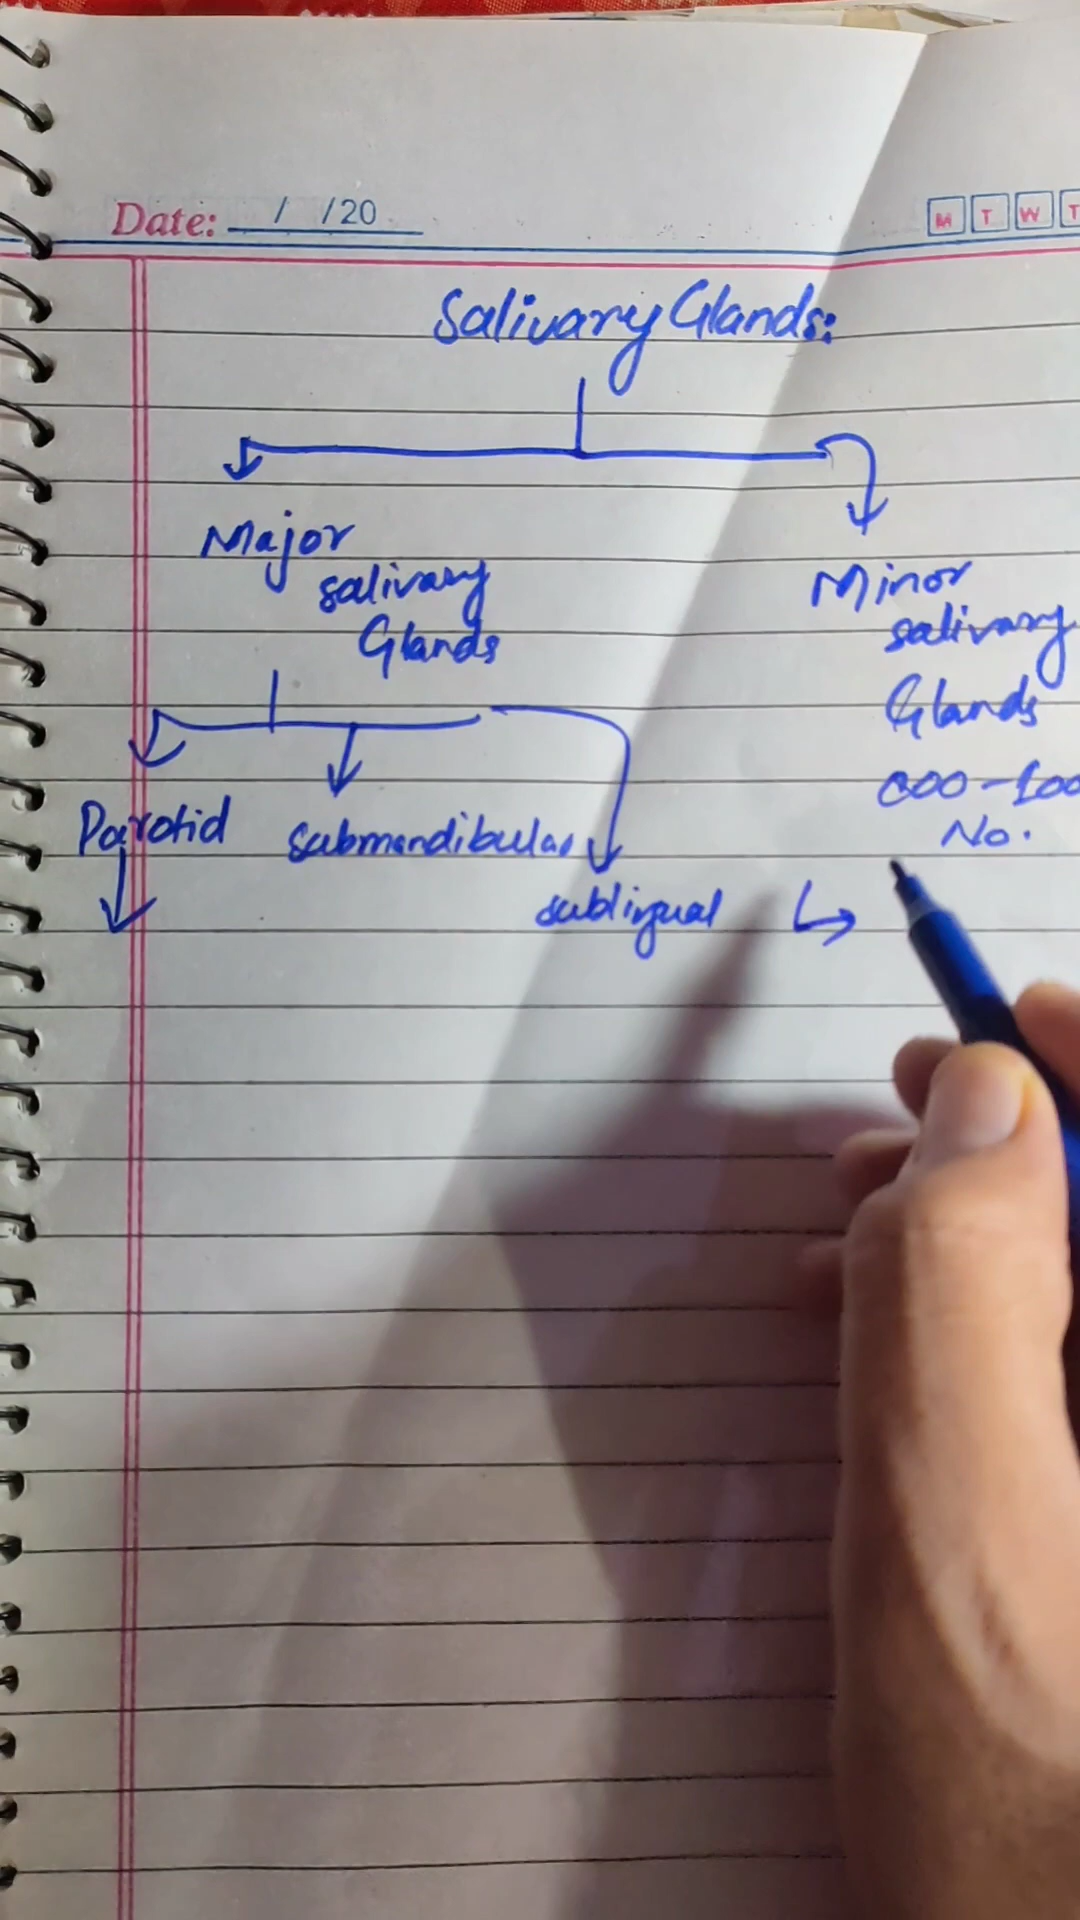 Date: / /20
M T W T
Salivary Glands:
Major
salivary
Glands
Minor
salivary
Glands
No.
Parotid
Submandibular
sublingual